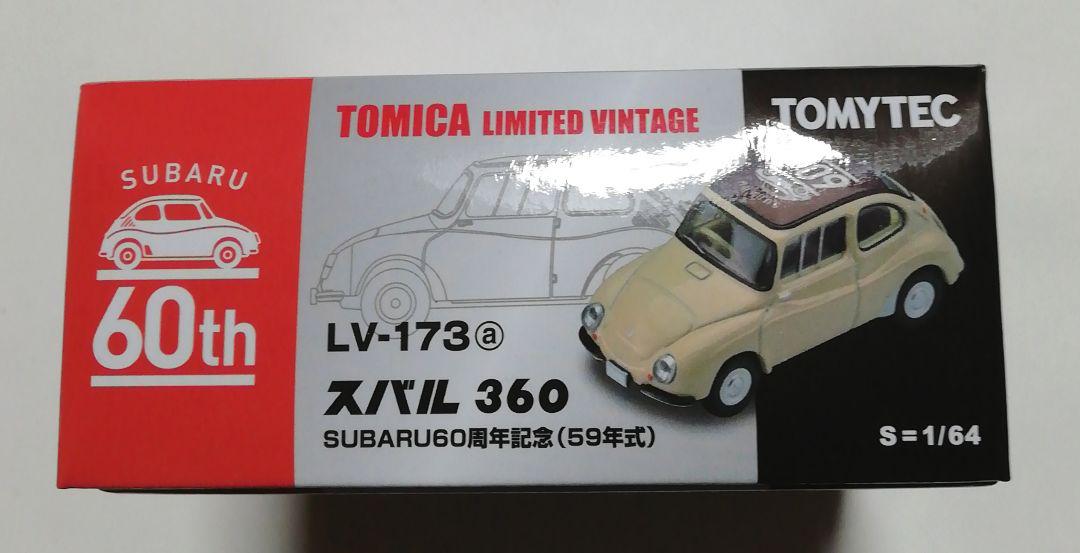 SUBARU
60th
TOMICA LIMITED VINTAGE
TOMYTEC
LV-173ⓐ
スバル 360
SUBARU60周年記念(59年式)
S=1/64